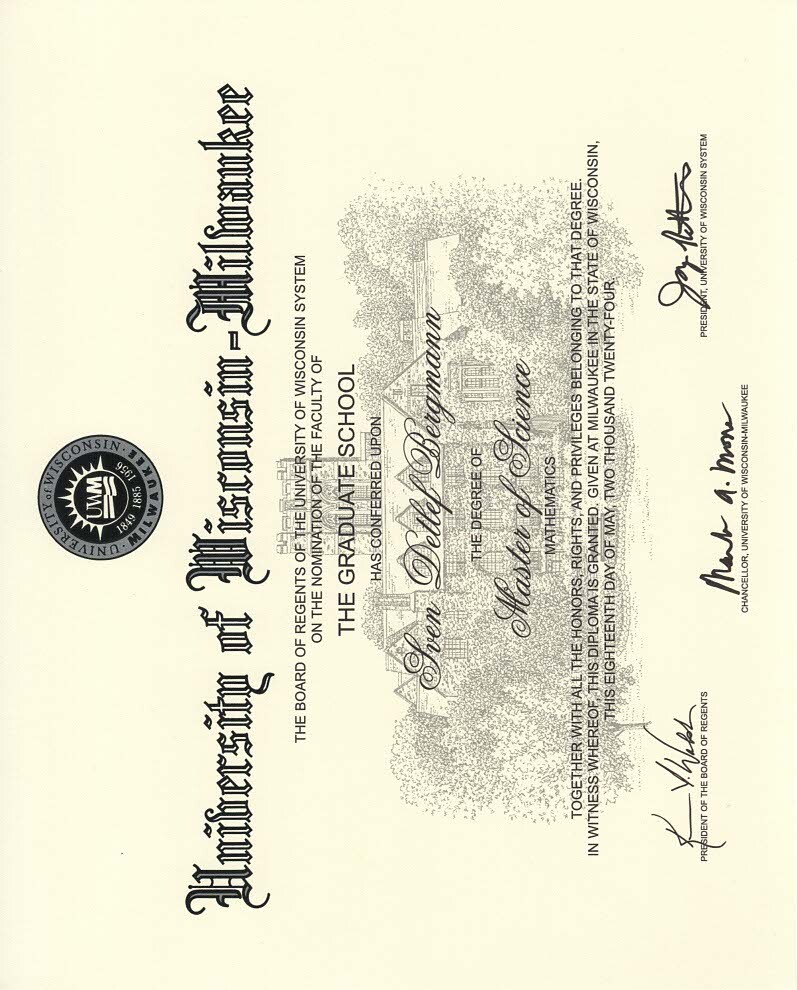 UNIVERSITY of WISCONSIN
UWM
1849 1885 1956
MILWAUKEE
University of Wisconsin-Milwaukee
THE BOARD OF REGENTS OF THE UNIVERSITY OF WISCONSIN SYSTEM
ON THE NOMINATION OF THE FACULTY OF
THE GRADUATE SCHOOL
HAS CONFERRED UPON
Sven Detlef Bergmann
THE DEGREE OF
Master of Science
MATHEMATICS
TOGETHER WITH ALL THE HONORS, RIGHTS, AND PRIVILEGES BELONGING TO THAT DEGREE.
IN WITNESS WHEREOF, THIS DIPLOMA IS GRANTED. GIVEN AT MILWAUKEE IN THE STATE OF WISCONSIN,
THIS EIGHTEENTH DAY OF MAY, TWO THOUSAND TWENTY-FOUR.
Mark A. Mone
PRESIDENT OF THE BOARD OF REGENTS
CHANCELLOR, UNIVERSITY OF WISCONSIN-MILWAUKEE
PRESIDENT, UNIVERSITY OF WISCONSIN SYSTEM